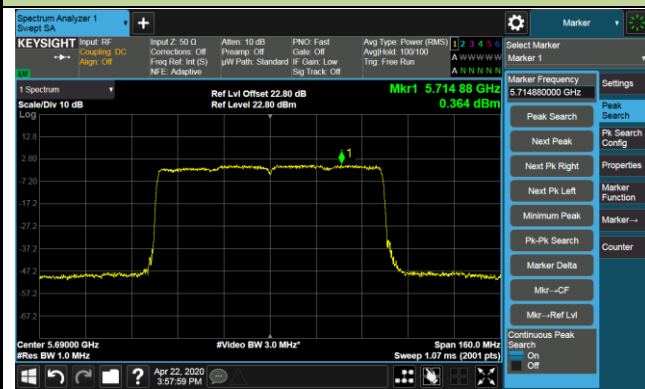 Spectrum Analyzer 1
Swept SA
Marker
KEYSIGHT
Input: RF
Coupling: DC
Align: Off
Input Z: 50 Ω
Corrections: Off
Freq Ref: Int (S)
NFE: Adaptive
Atten: 10 dB
Preamp: Off
µW Path: Standard
PNO: Fast
Gate: Off
IF Gain: Low
Sig Track: Off
Avg Type: Power (RMS)
Avg|Hold: 100/100
Trig: Free Run
1 2 3 4 5 6
A W W W W W
A N N N N N
LXI
Select Marker
Marker 1
1 Spectrum
Scale/Div 10 dB
Log
Ref Lvl Offset 22.80 dB
Ref Level 22.80 dBm
Mkr1 5.714 88 GHz
0.364 dBm
12.8
2.80
-7.20
-17.2
-27.2
-37.2
-47.2
-57.2
-67.2
1
Center 5.69000 GHz
#Res BW 1.0 MHz
#Video BW 3.0 MHz*
Span 160.0 MHz
Sweep 1.07 ms (2001 pts)
Marker Frequency
5.714880000 GHz
Peak Search
Next Peak
Next Pk Right
Next Pk Left
Minimum Peak
Pk-Pk Search
Marker Delta
Mkr→CF
Mkr→Ref Lvl
Continuous Peak
Search
On
Off
Settings
Peak
Search
Pk Search
Config
Properties
Marker
Function
Marker→
Counter
?
Apr 22, 2020
3:57:59 PM